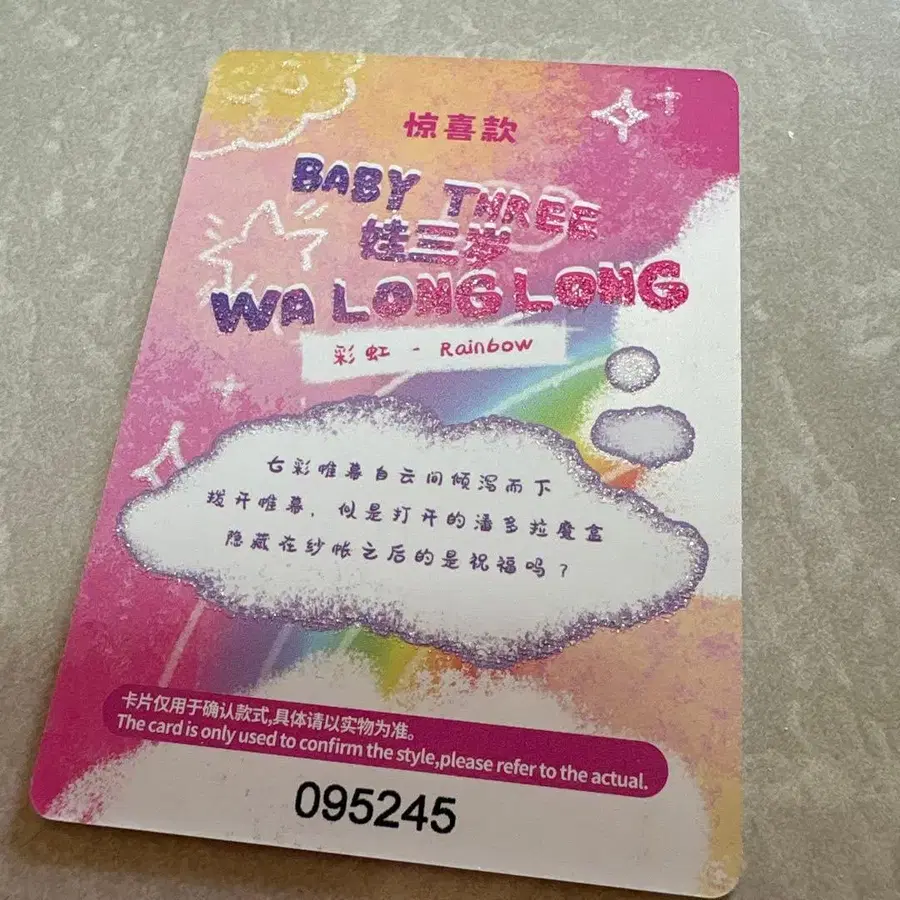 惊喜款
BABY THREE
娃三岁
WA LONG LONG
彩虹 - Rainbow
七彩帷幕自云间倾泻而下
拨开帷幕，似是打开的潘多拉魔盒
隐藏在纱帐之后的是祝福吗？
卡片仅用于确认款式,具体请以实物为准。
The card is only used to confirm the style,please refer to the actual.
095245